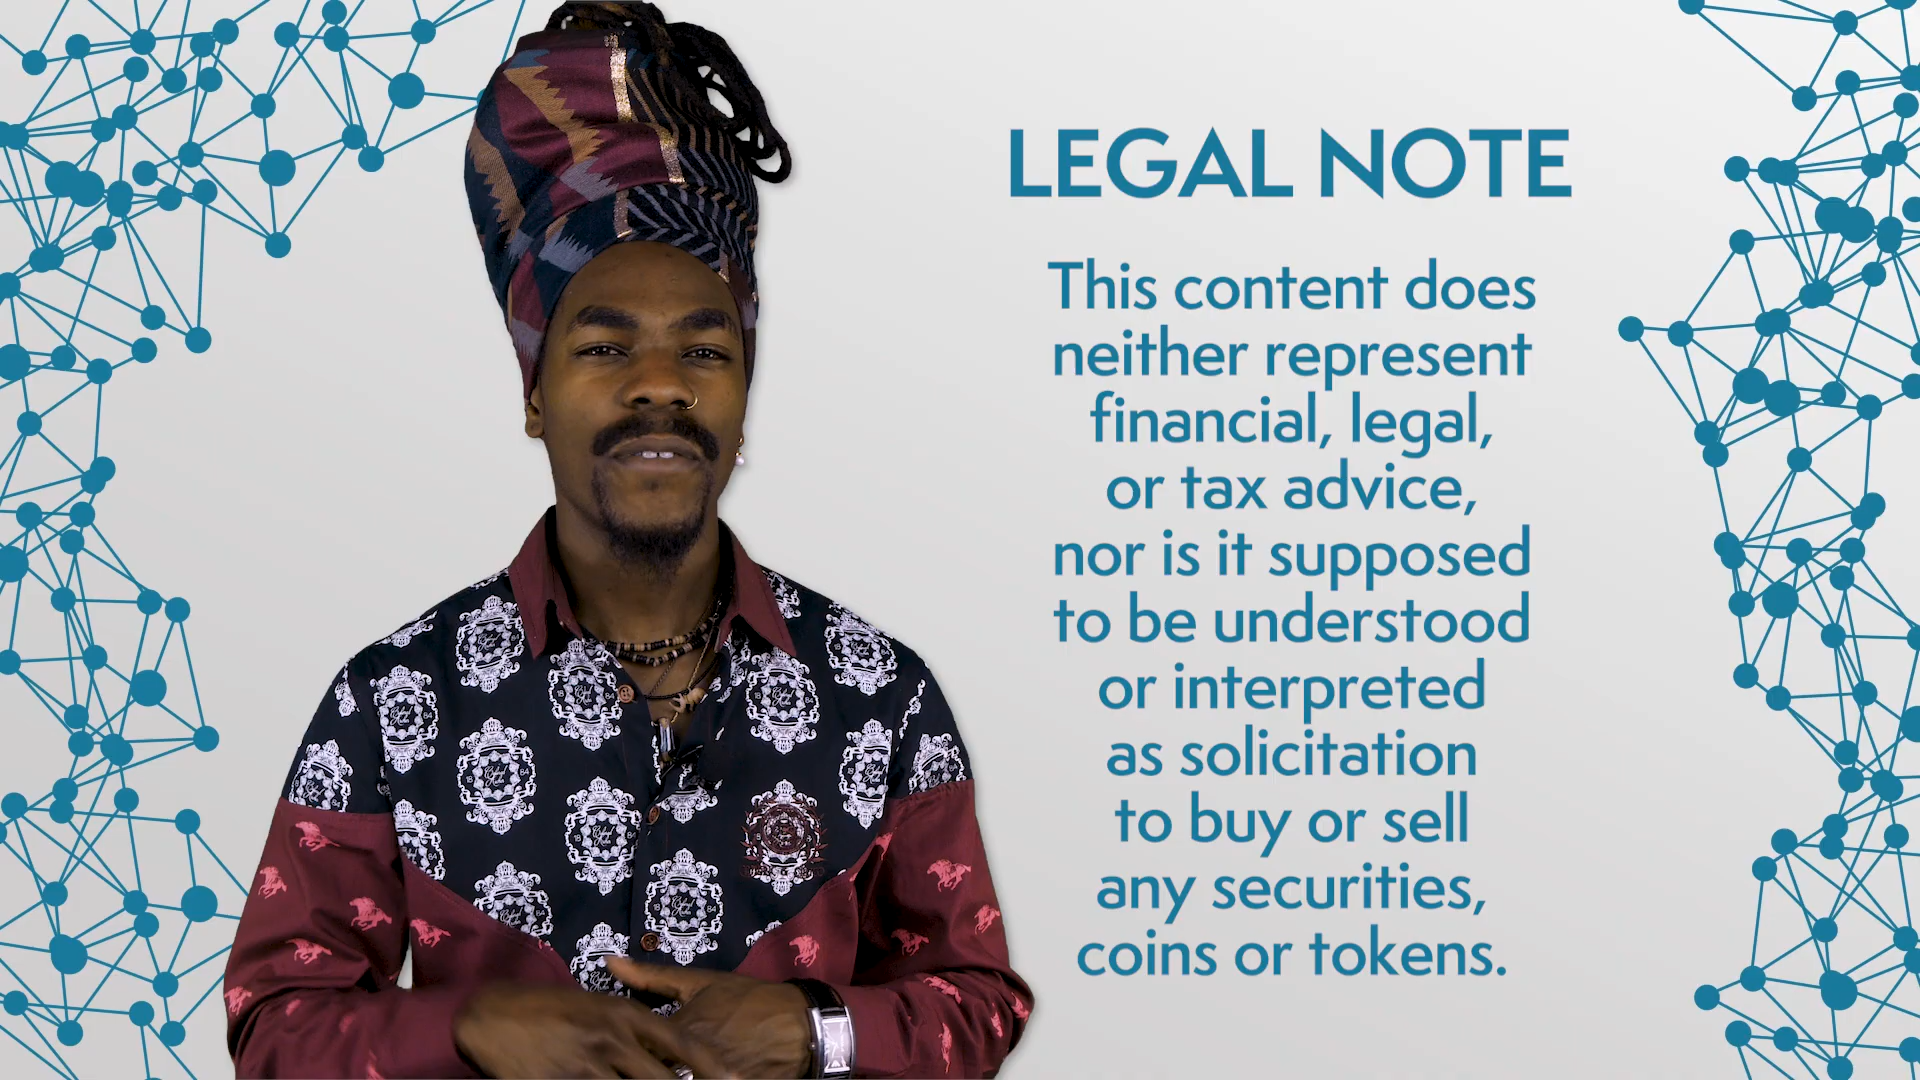 LEGAL NOTE
This content does
neither represent
financial, legal,
or tax advice,
nor is it supposed
to be understood
or interpreted
as solicitation
to buy or sell
any securities,
coins or tokens.